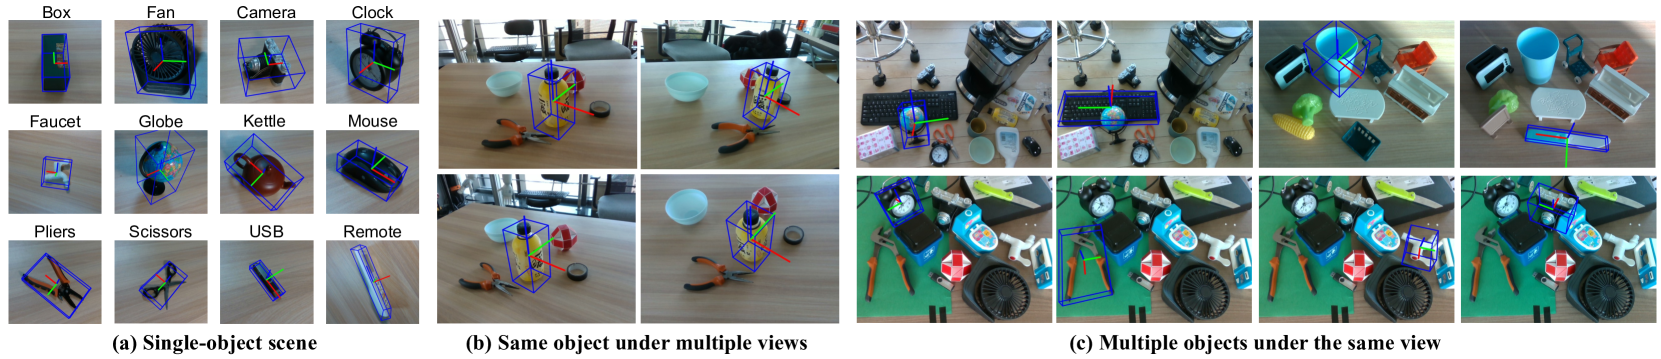 Box Fan Camera Clock
Faucet Globe Kettle Mouse
Pliers Scissors USB Remote
(a) Single-object scene
(b) Same object under multiple views
(c) Multiple objects under the same view